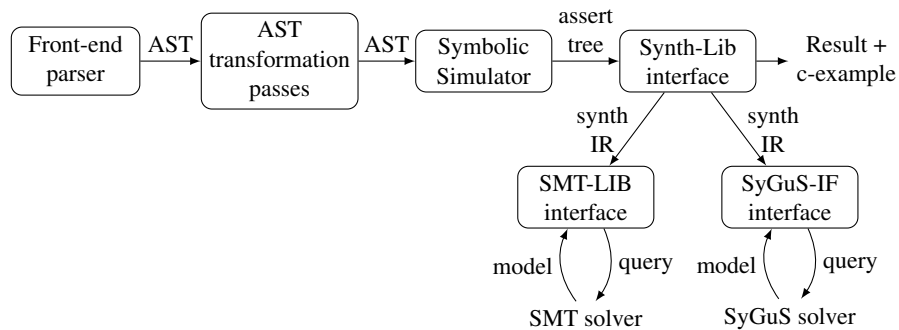 Front-end
parser
AST
AST
transformation
passes
AST
Symbolic
Simulator
assert
tree
Synth-Lib
interface
Result +
c-example
synth
IR
synth
IR
SMT-LIB
interface
SyGuS-IF
interface
model
query
model
query
SMT solver
SyGuS solver